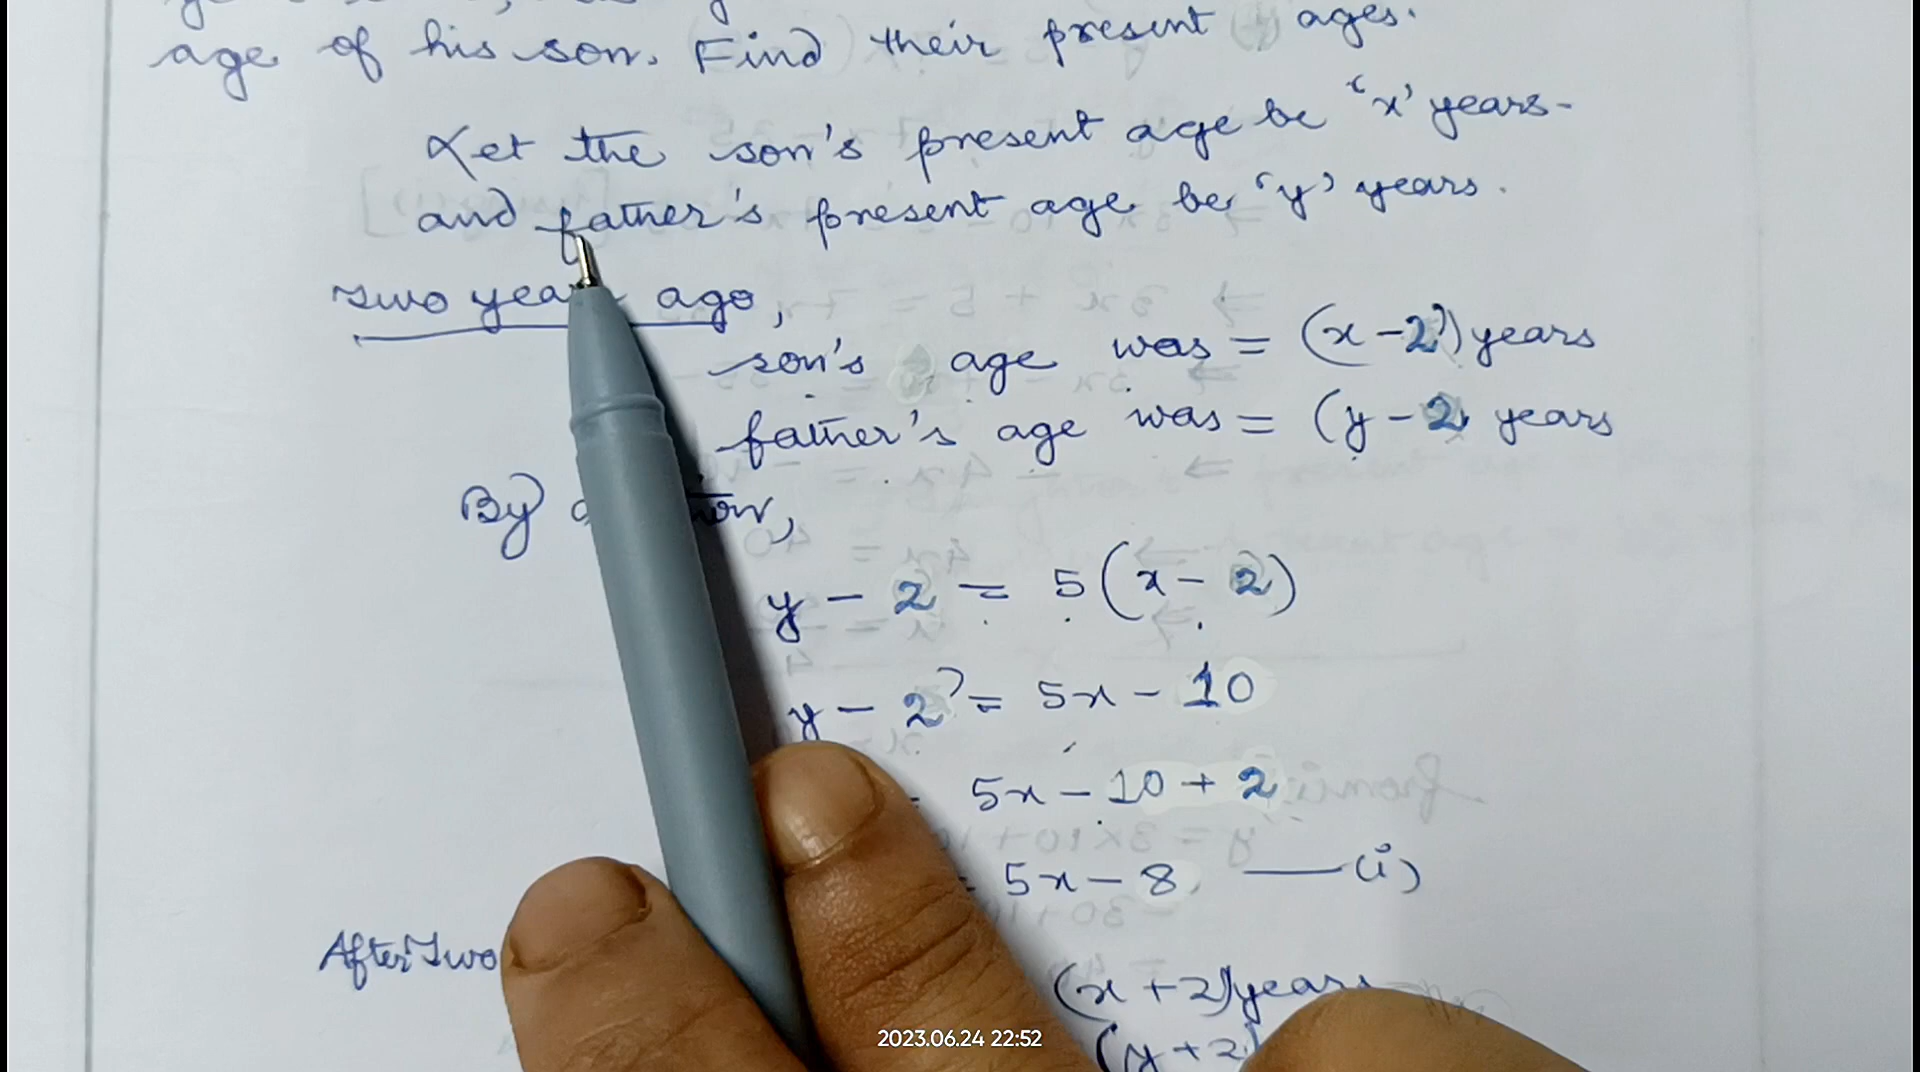 age of his son. Find their present ages.
Let the son's present age be 'x' years.
and father's present age be 'y' years.
Two ago,
son's age was = (x-2) years
father's age was = (y-2 years
By
y - 2 = 5(x - 2)
y - 2 = 5x - 10
5x - 10 + 2
= 5x - 8 — (i)
After Two
(x+2) years
(y+2)
2023.06.24 22:52